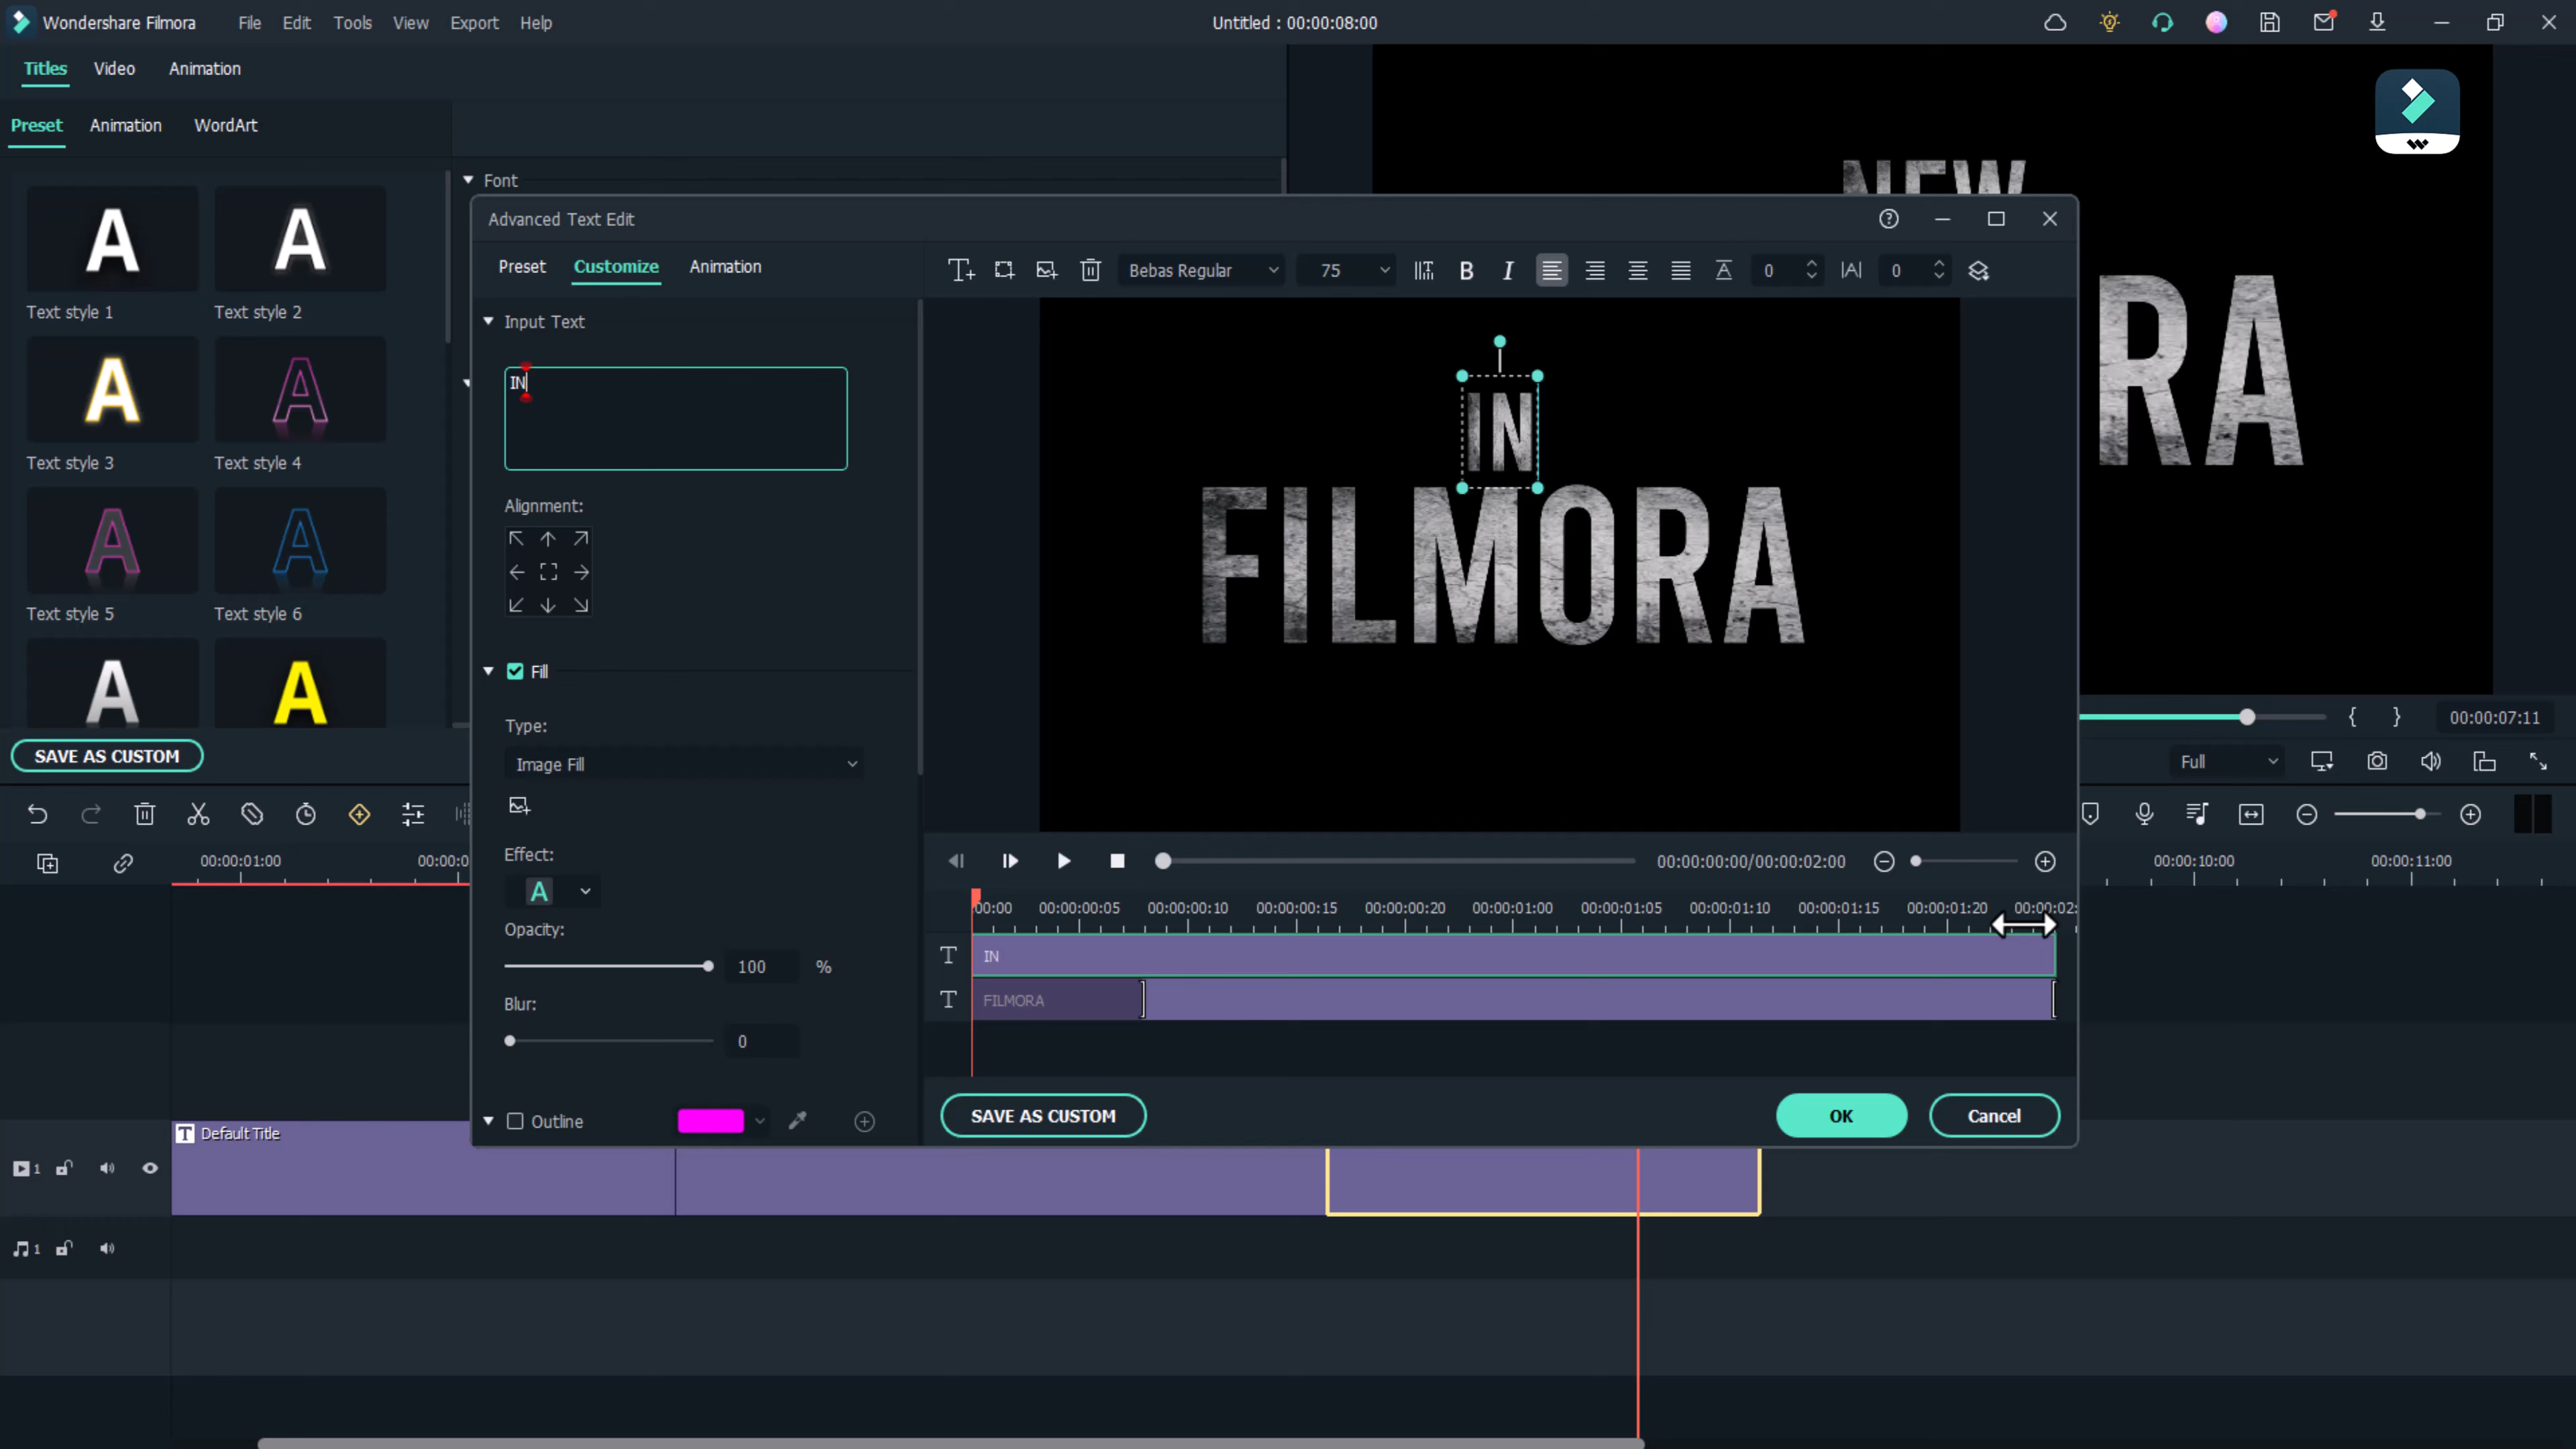 Wondershare Filmora File Edit Tools View Export Help Untitled : 00:00:08:00
Titles Video Animation
Preset Animation WordArt
Font
NEW
Advanced Text Edit
Preset Customize Animation
Bebas Regular 75 B I 0 0
A A
Text style 1 Text style 2
Input Text
IN
IN
RA
A A
Text style 3 Text style 4
Alignment:
FILMORA
A A
Text style 5 Text style 6
Fill
A A
Type:
Image Fill
00:00:07:11
SAVE AS CUSTOM
Full
Effect:
A
00:00:01:00
00:00:00:00/00:00:02:00
00:00:10:00 00:00:11:00
00:00 00:00:00:05 00:00:00:10 00:00:00:15 00:00:00:20 00:00:01:00 00:00:01:05 00:00:01:10 00:00:01:15 00:00:01:20 00:00:02:
Opacity:
100 %
T IN
Blur:
T FILMORA
0
Outline
SAVE AS CUSTOM OK Cancel
T Default Title
1
1